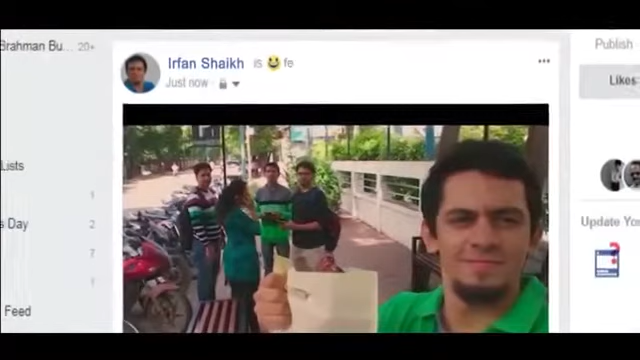 Brahman Bu... 20+
Irfan Shaikh is fe
Just now
Publish
Likes
Lists
1
s Day 2
7
1
Feed
Update You